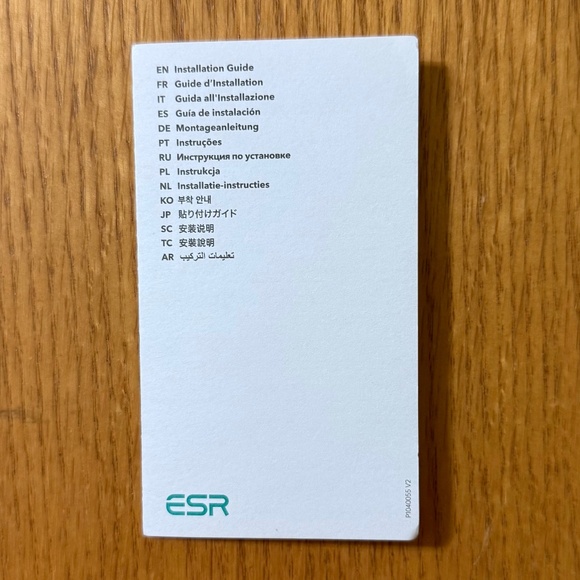 EN Installation Guide
FR Guide d'Installation
IT Guida all'Installazione
ES Guía de instalación
DE Montageanleitung
PT Instruções
RU Инструкция по установке
PL Instrukcja
NL Installatie-instructies
KO 부착 안내
JP 貼り付けガイド
SC 安装说明
TC 安裝說明
AR تعليمات التركيب
ESR
P1040055 V2